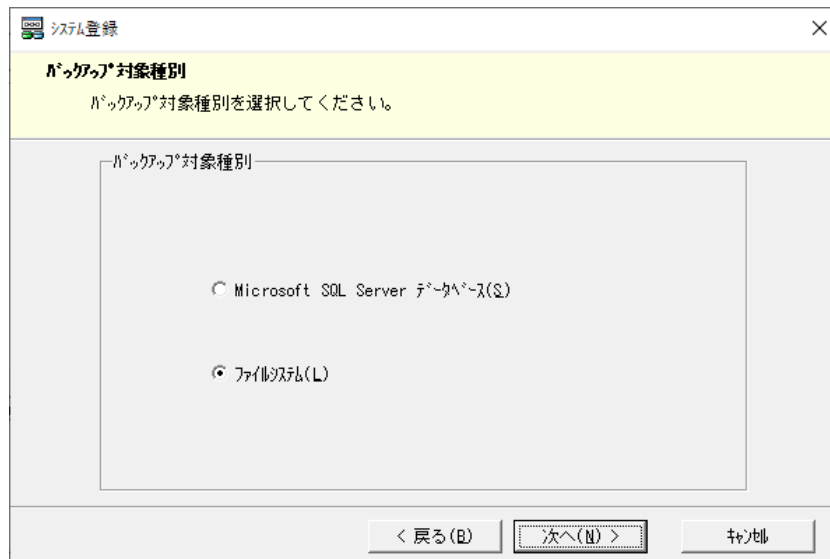 ｼｽﾃﾑ登録
ﾊﾞｯｸｱｯﾌﾟ対象種別
ﾊﾞｯｸｱｯﾌﾟ対象種別を選択してください。
ﾊﾞｯｸｱｯﾌﾟ対象種別
Microsoft SQL Server ﾃﾞｰﾀﾍﾞｰｽ(S)
ﾌｧｲﾙｼｽﾃﾑ(L)
< 戻る(B)
次へ(N) >
ｷｬﾝｾﾙ